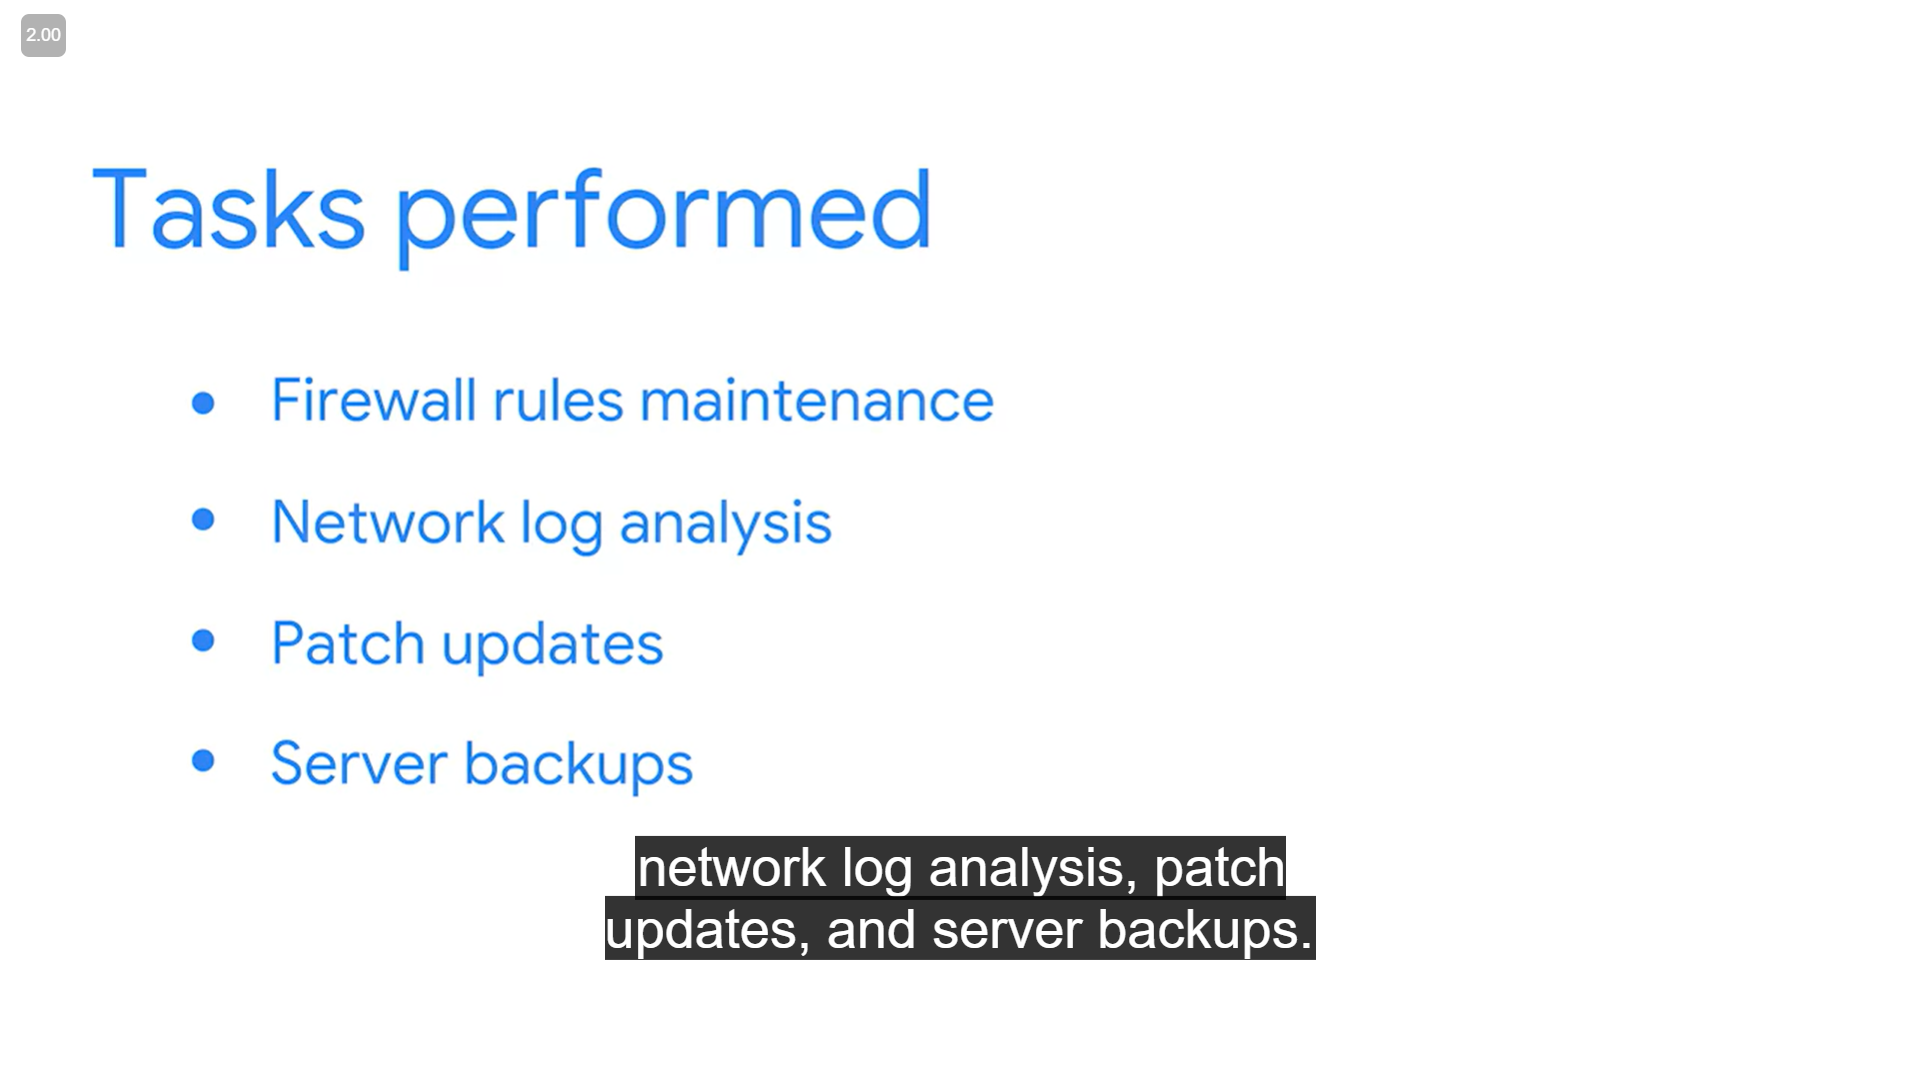 2.00
Tasks performed
• Firewall rules maintenance
• Network log analysis
• Patch updates
• Server backups
network log analysis, patch
updates, and server backups.